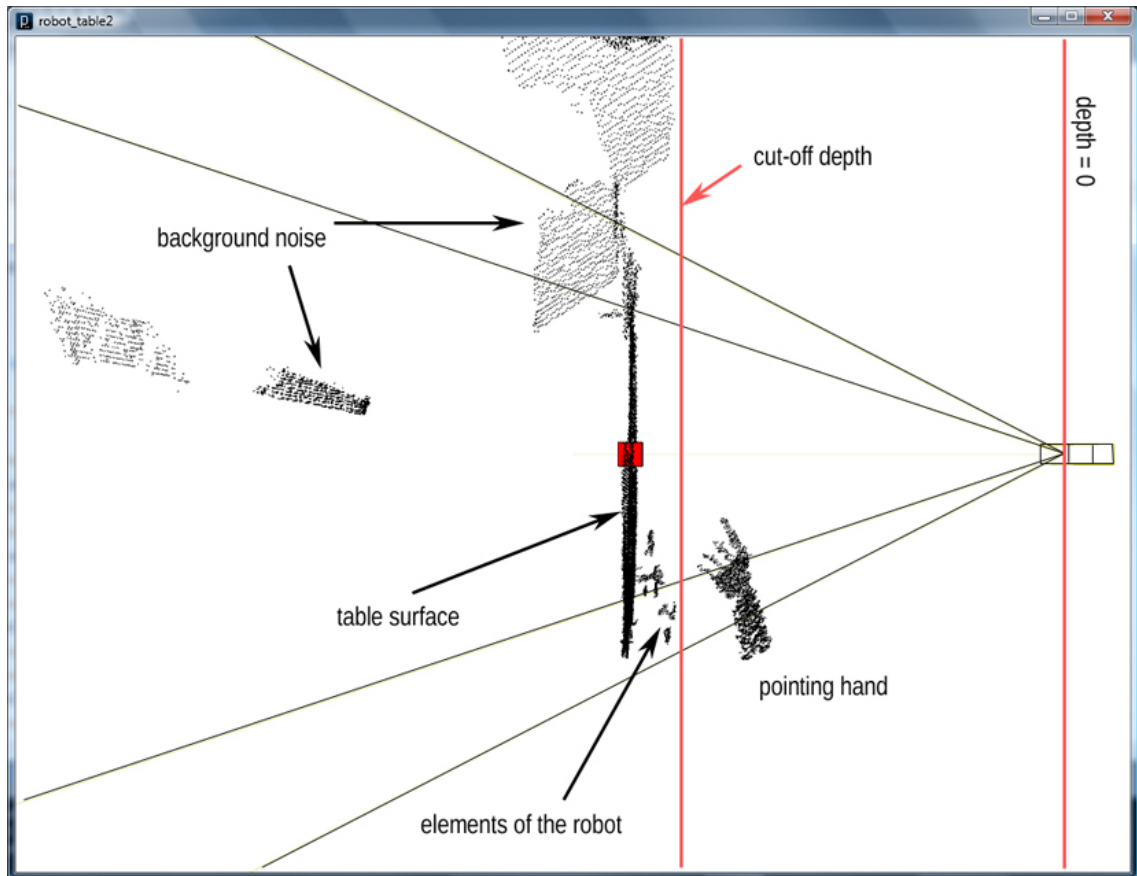 robot_table2
depth = 0
cut-off depth
background noise
table surface
pointing hand
elements of the robot